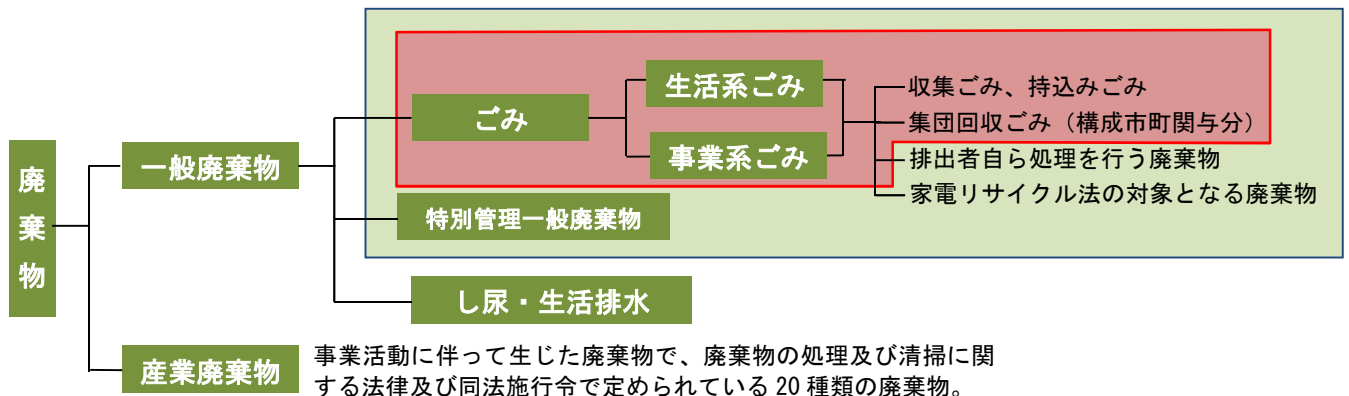 廃棄物
一般廃棄物
ごみ
生活系ごみ
事業系ごみ
収集ごみ、持込みごみ
集団回収ごみ（構成市町関与分）
排出者自ら処理を行う廃棄物
家電リサイクル法の対象となる廃棄物
特別管理一般廃棄物
し尿・生活排水
産業廃棄物
事業活動に伴って生じた廃棄物で、廃棄物の処理及び清掃に関
する法律及び同法施行令で定められている 20 種類の廃棄物。